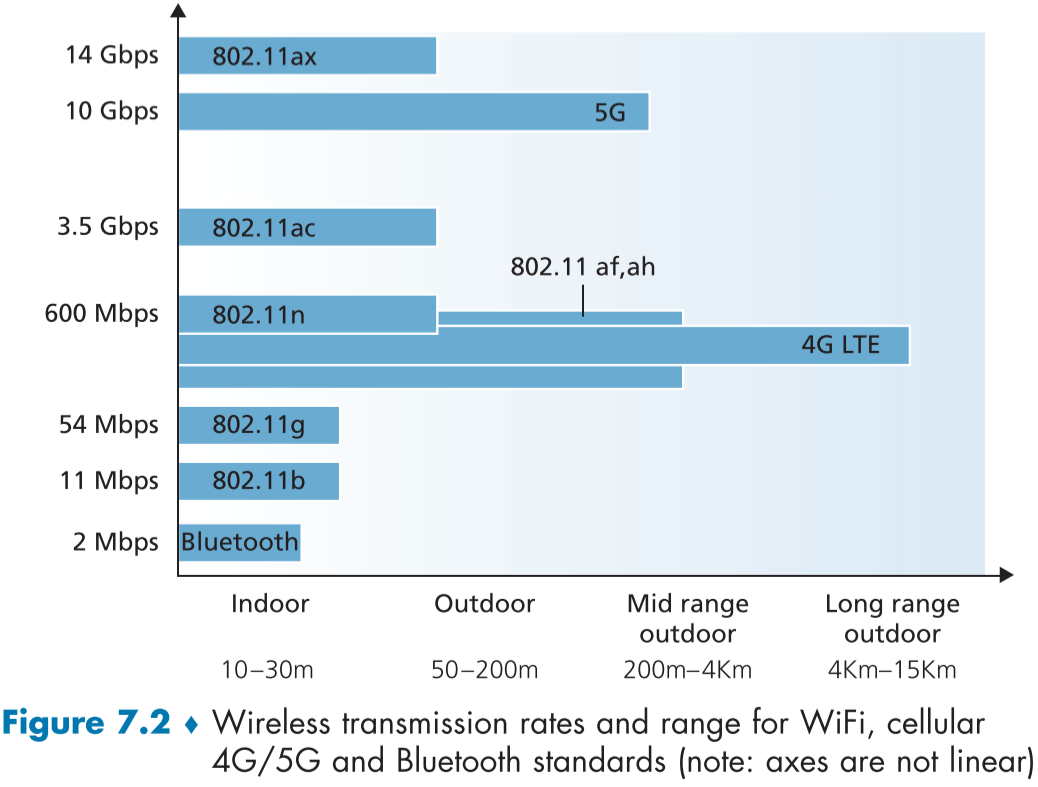 14 Gbps
802.11ax
10 Gbps
5G
3.5 Gbps
802.11ac
802.11 af,ah
600 Mbps
802.11n
4G LTE
54 Mbps
802.11g
11 Mbps
802.11b
2 Mbps
Bluetooth
Indoor
Outdoor
Mid range
outdoor
Long range
outdoor
10–30m
50–200m
200m–4Km
4Km–15Km
Figure 7.2 ♦ Wireless transmission rates and range for WiFi, cellular
4G/5G and Bluetooth standards (note: axes are not linear)